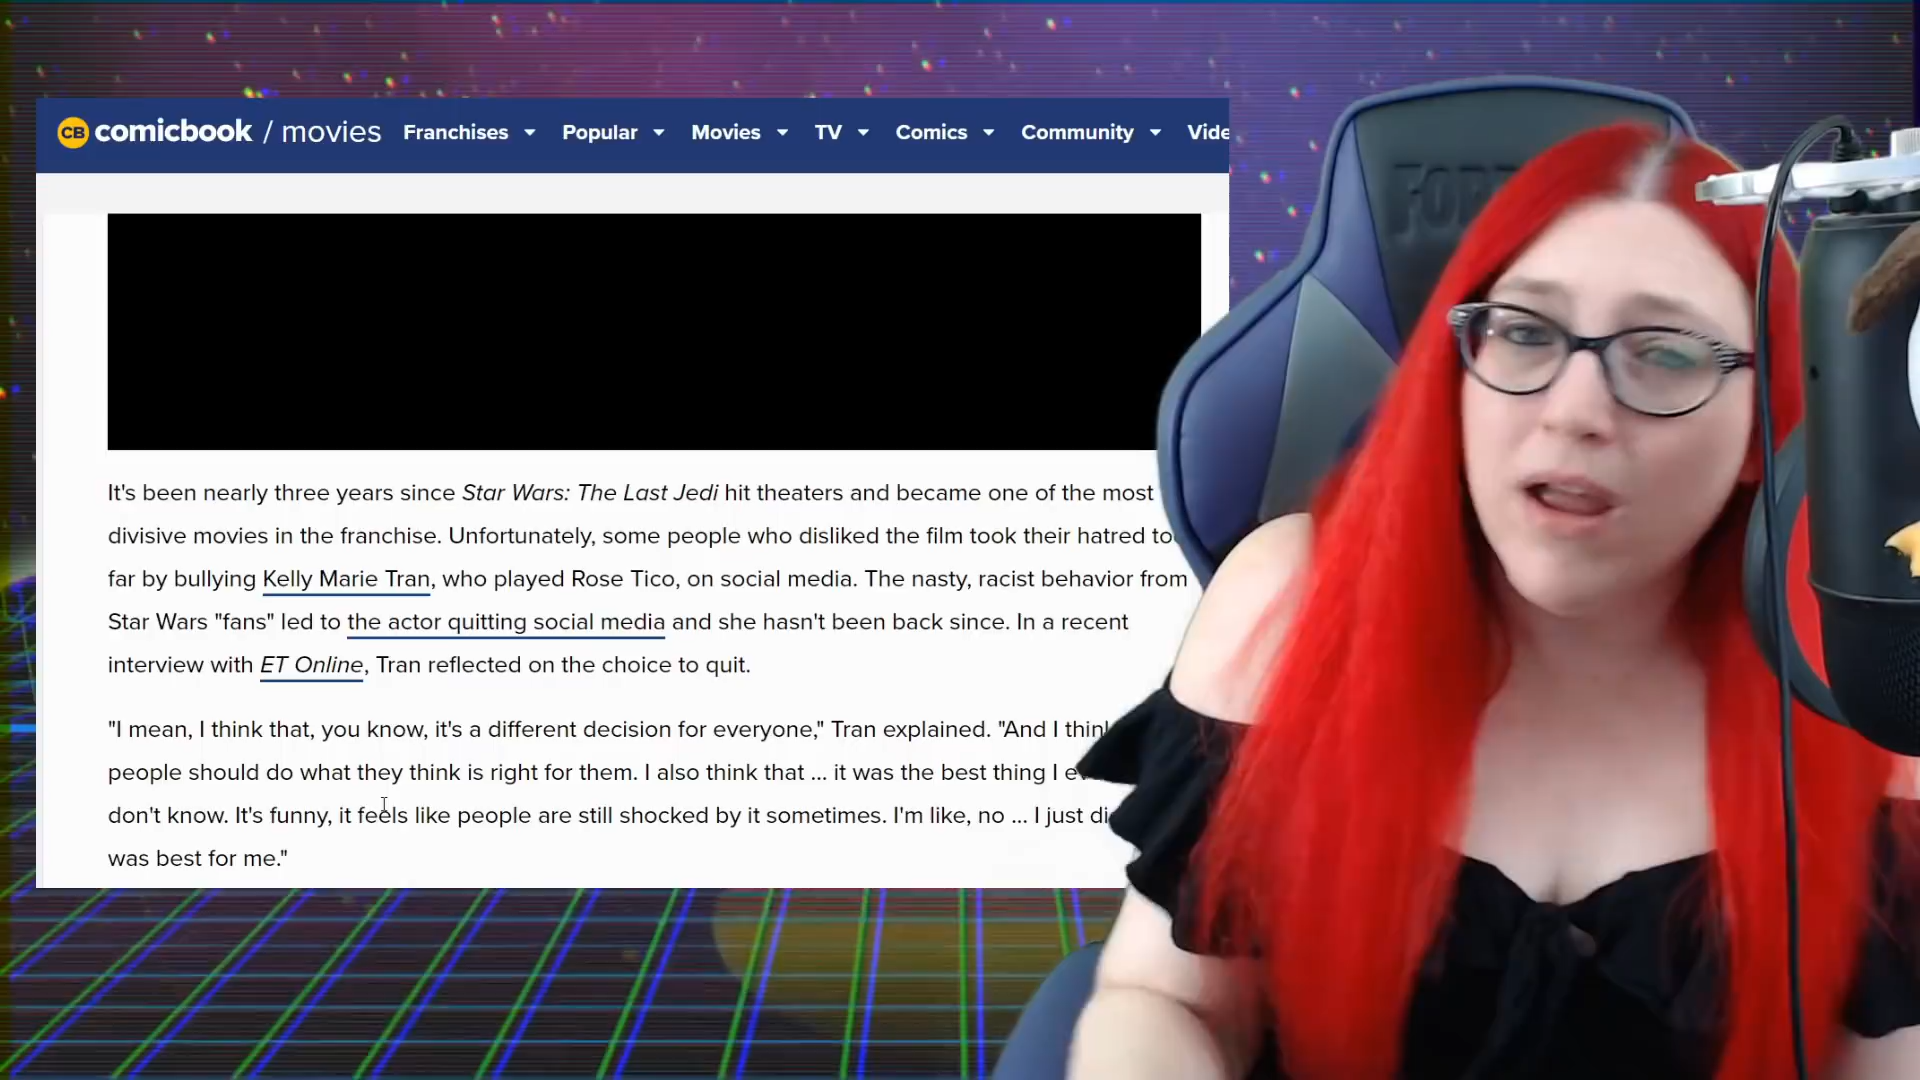 CB comicbook / movies Franchises Popular Movies TV Comics Community
It's been nearly three years since Star Wars: The Last Jedi hit theaters and became one of the most
divisive movies in the franchise. Unfortunately, some people who disliked the film took their hatred
far by bullying Kelly Marie Tran, who played Rose Tico, on social media. The nasty, racist behavior from
Star Wars "fans" led to the actor quitting social media and she hasn't been back since. In a recent
interview with ET Online, Tran reflected on the choice to quit.
"I mean, I think that, you know, it's a different decision for everyone," Tran explained. "And I
people should do what they think is right for them. I also think that ... it was the best thing I
don't know. It's funny, it feels like people are still shocked by it sometimes. I'm like, no ... I just
was best for me."